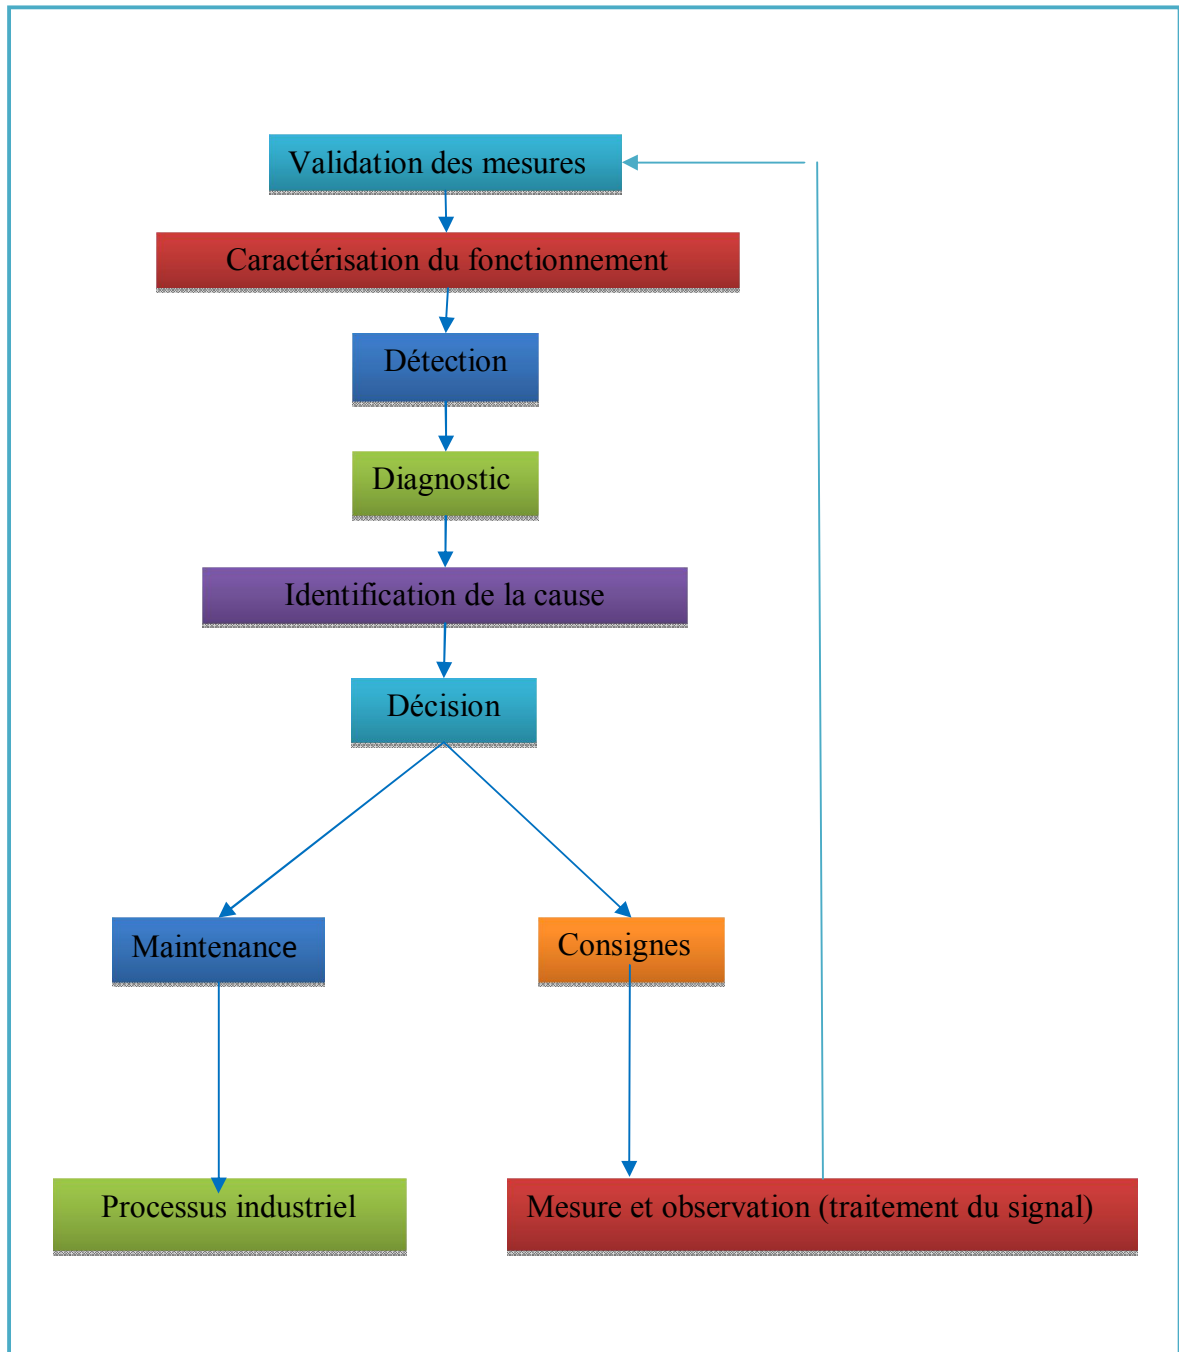 Validation des mesures
Caractérisation du fonctionnement
Détection
Diagnostic
Identification de la cause
Décision
Maintenance
Consignes
Processus industriel
Mesure et observation (traitement du signal)